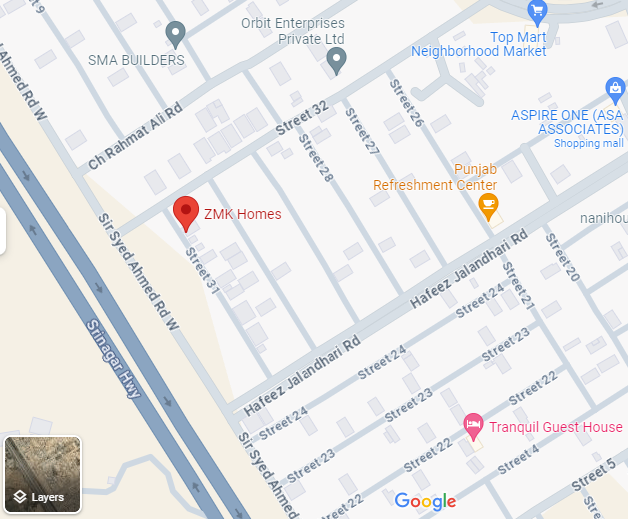 Ahmed Rd W
Orbit Enterprises
Private Ltd
SMA BUILDERS
Top Mart
Neighborhood Market
ASPIRE ONE (ASA
ASSOCIATES)
Shopping mall
Ch Rahmat Ali Rd
Street 32
Street 28
Street 27
Street 26
Punjab
Refreshment Center
ZMK Homes
nanihou
Sir Syed Ahmed Rd W
Street 31
Hafeez Jalandhari Rd
Street 20
Street 21
Street 24
Srinagar Hwy
Hafeez Jalandhari Rd
Street 24
Street 23
Street 24
Street 23
Street 22
Tranquil Guest House
Sir Syed Ahmed
Street 23
Street 22
Street 4
Street 5
Street 22
Layers
Google